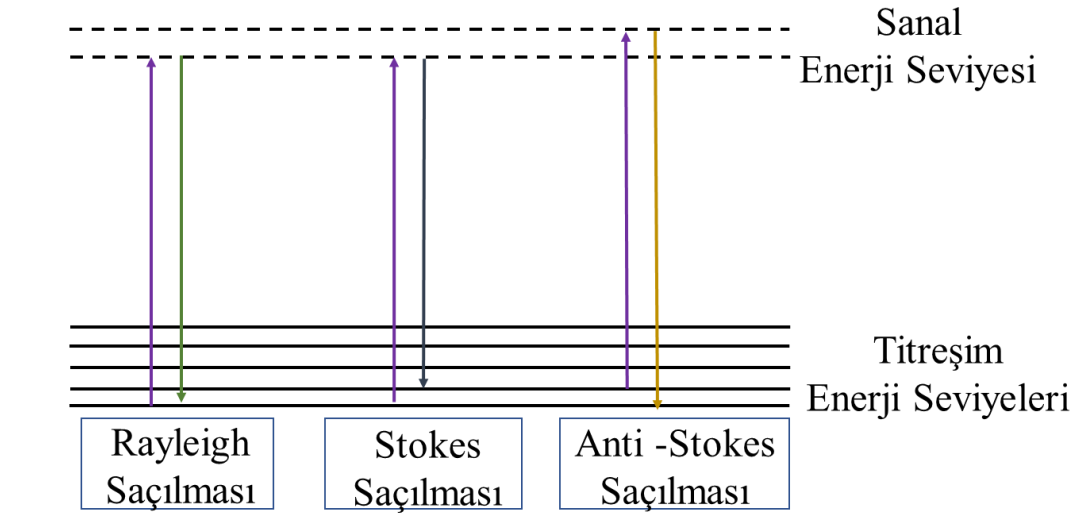 Sanal
Enerji Seviyesi
Titreşim
Enerji Seviyeleri
Rayleigh
Saçılması
Stokes
Saçılması
Anti -Stokes
Saçılması